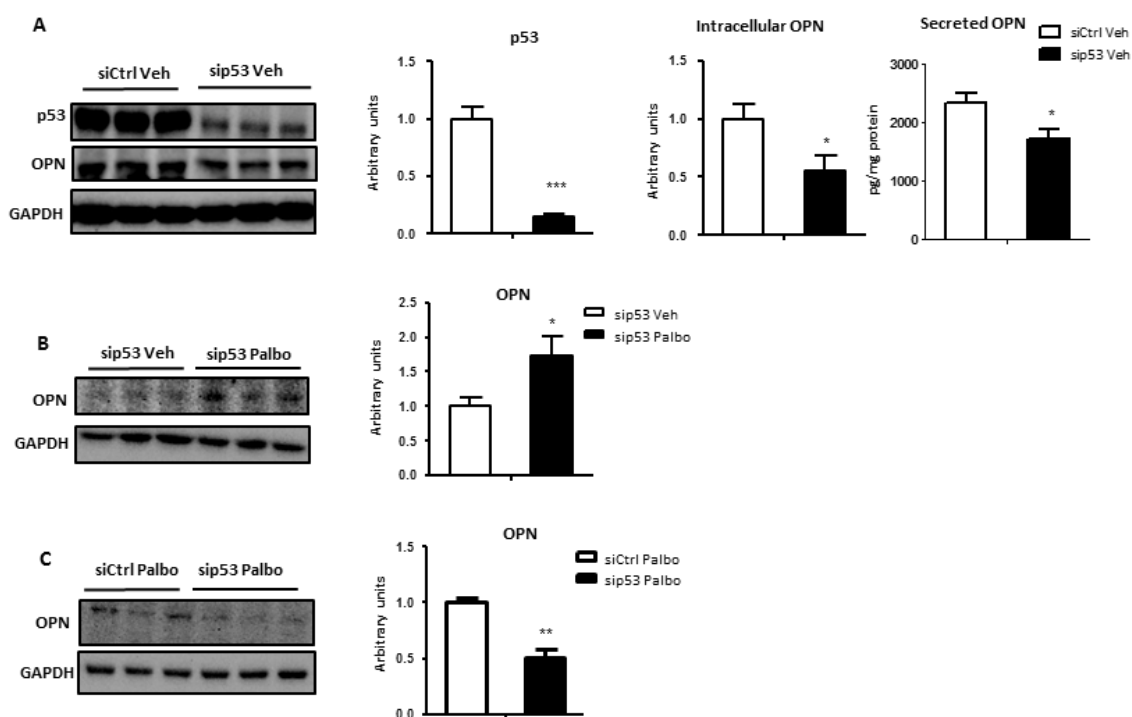 A
siCtrl Veh
sip53 Veh
p53
OPN
GAPDH
p53
Arbitrary units
1.5
1.0
0.5
0.0
***
Intracellular OPN
Arbitrary units
1.5
1.0
0.5
0.0
*
Secreted OPN
pg/mg protein
3000
2000
1000
0
*
siCtrl Veh
sip53 Veh
B
sip53 Veh
sip53 Palbo
OPN
GAPDH
OPN
Arbitrary units
2.5
2.0
1.5
1.0
0.5
0.0
*
sip53 Veh
sip53 Palbo
C
siCtrl Palbo
sip53 Palbo
OPN
GAPDH
OPN
Arbitrary units
1.5
1.0
0.5
0.0
**
siCtrl Palbo
sip53 Palbo